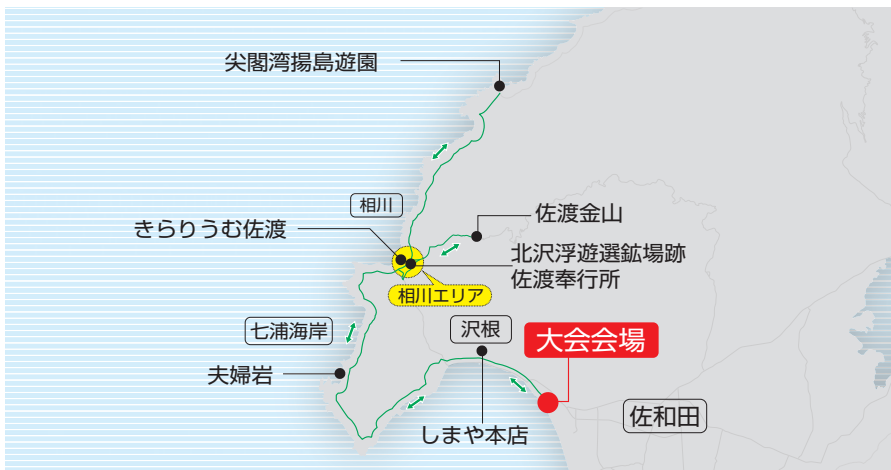 尖閣湾揚島遊園
相川
佐渡金山
きらりうむ佐渡
北沢浮遊選鉱場跡
佐渡奉行所
相川エリア
七浦海岸
沢根
大会会場
夫婦岩
佐和田
しまや本店